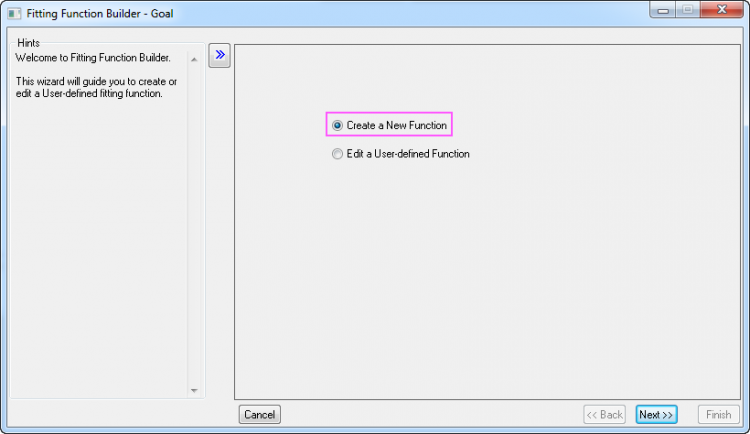 Fitting Function Builder - Goal
Hints
Welcome to Fitting Function Builder.
This wizard will guide you to create or
edit a User-defined fitting function.
Create a New Function
Edit a User-defined Function
Cancel
<< Back
Next >>
Finish